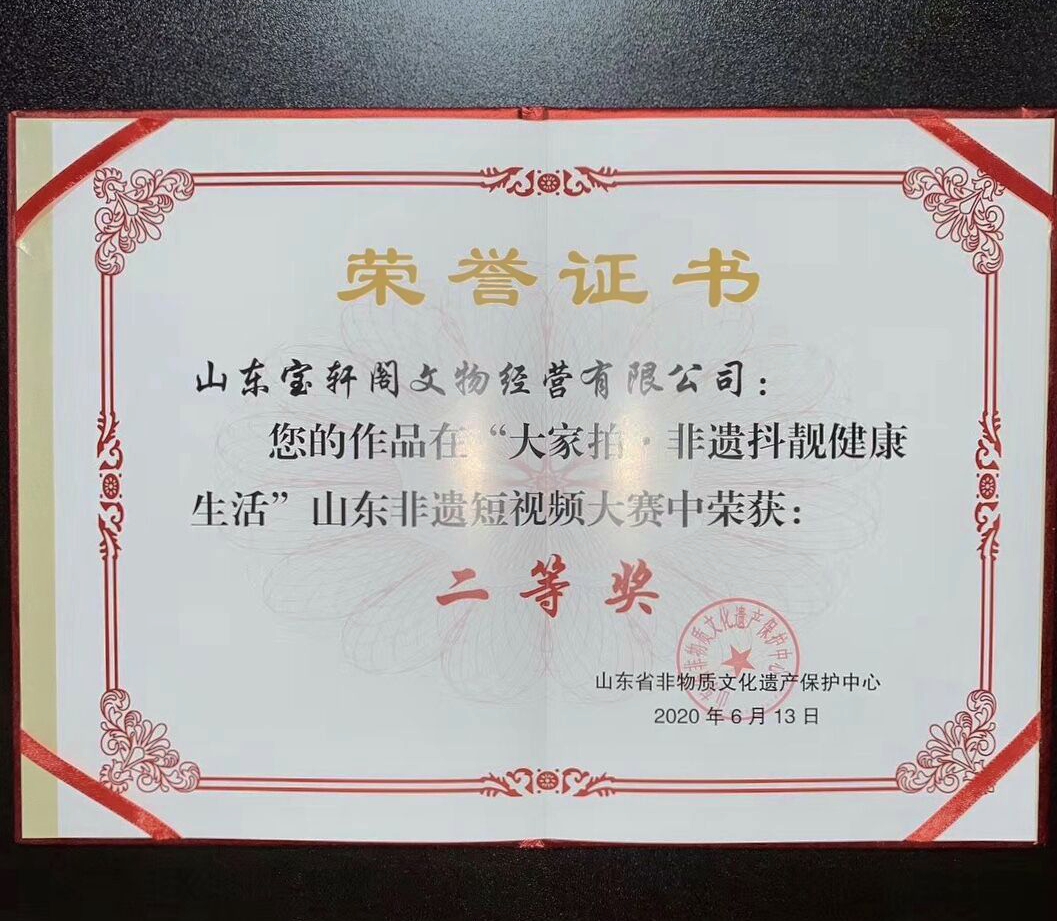 荣誉证书
山东宝轩阁文物经营有限公司：
您的作品在“大家拍·非遗抖靓健康
生活”山东非遗短视频大赛中荣获：
二等奖
山东省非物质文化遗产保护中心
2020年6月13日